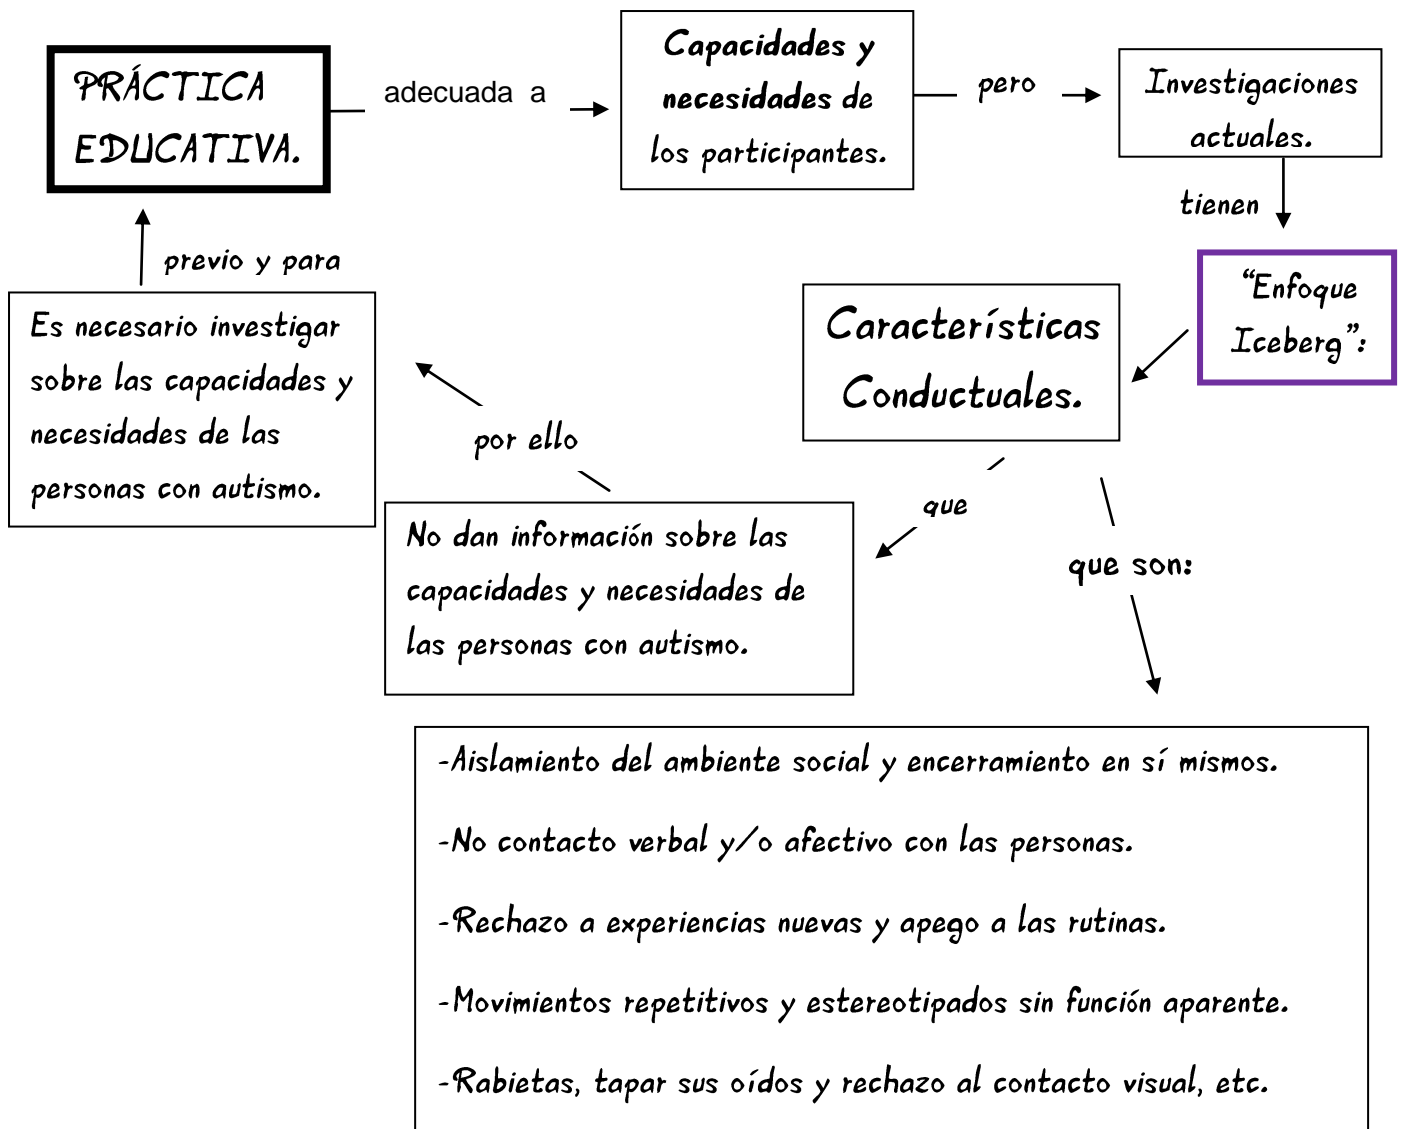 PRÁCTICA
EDUCATIVA.
adecuada a
Capacidades y
necesidades de
los participantes.
pero
Investigaciones
actuales.
tienen
“Enfoque
Iceberg”:
Características
Conductuales.
que
No dan información sobre las
capacidades y necesidades de
las personas con autismo.
por ello
Es necesario investigar
sobre las capacidades y
necesidades de las
personas con autismo.
previo y para
que son:
-Aislamiento del ambiente social y encerramiento en sí mismos.
-No contacto verbal y/o afectivo con las personas.
-Rechazo a experiencias nuevas y apego a las rutinas.
-Movimientos repetitivos y estereotipados sin función aparente.
-Rabietas, tapar sus oídos y rechazo al contacto visual, etc.